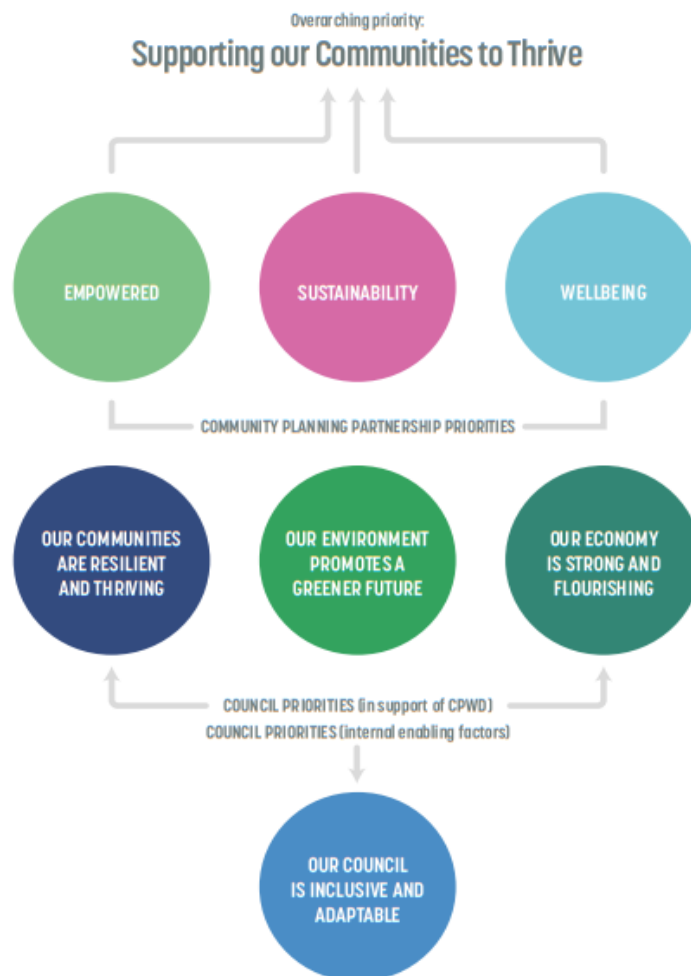 Overarching priority:
Supporting our Communities to Thrive
EMPOWERED
SUSTAINABILITY
WELLBEING
COMMUNITY PLANNING PARTNERSHIP PRIORITIES
OUR COMMUNITIES
ARE RESILIENT
AND THRIVING
OUR ENVIRONMENT
PROMOTES A
GREENER FUTURE
OUR ECONOMY
IS STRONG AND
FLOURISHING
COUNCIL PRIORITIES (in support of CPWD)
COUNCIL PRIORITIES (internal enabling factors)
OUR COUNCIL
IS INCLUSIVE AND
ADAPTABLE